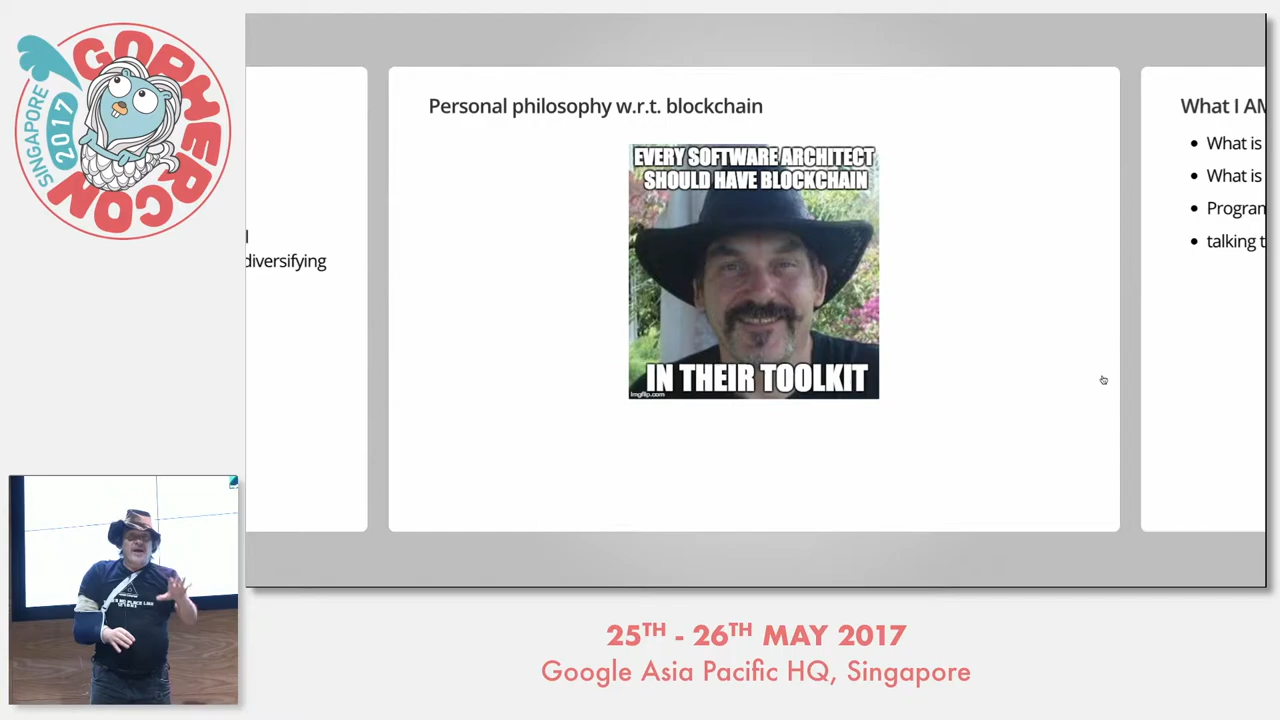 GOPHERCON
SINGAPORE
2017
diversifying
Personal philosophy w.r.t. blockchain
EVERY SOFTWARE ARCHITECT
SHOULD HAVE BLOCKCHAIN
IN THEIR TOOLKIT
imgflip.com
What I AM
What is
What is
talking t
25TH - 26TH MAY 2017
Google Asia Pacific HQ, Singapore